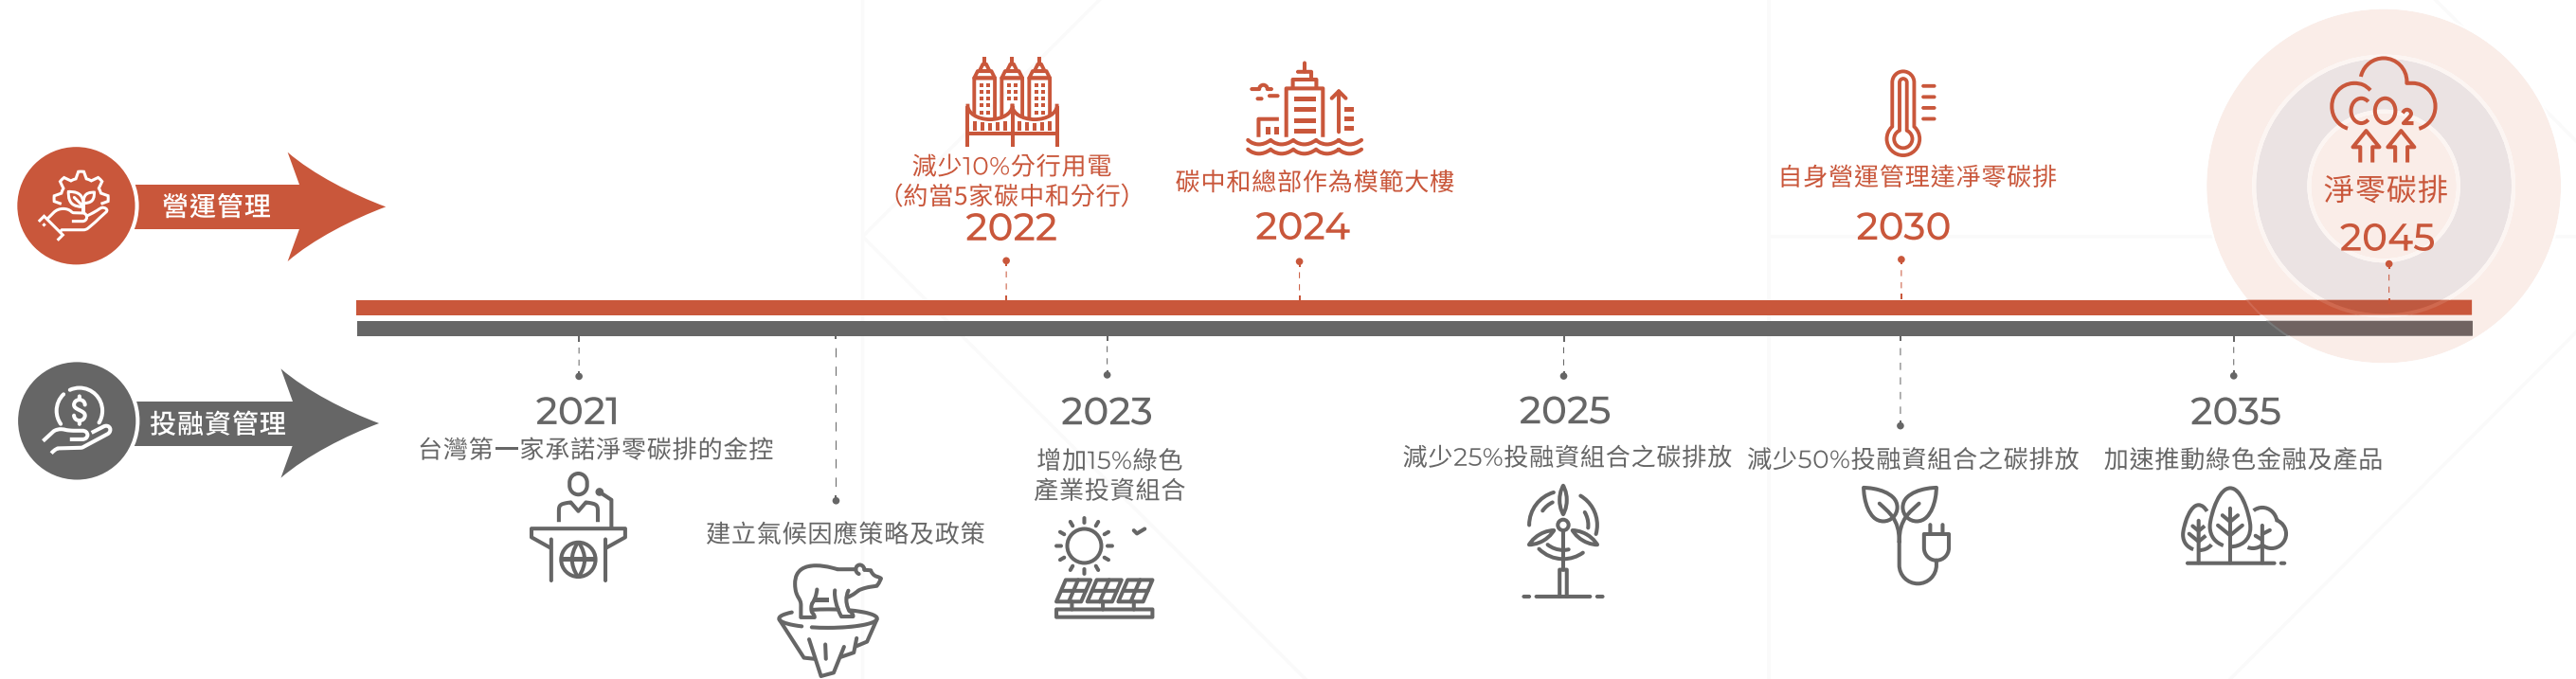 營運管理
減少10%分行用電
(約當5家碳中和分行)
2022
碳中和總部作為模範大樓
2024
自身營運管理達凈零碳排
2030
CO₂
淨零碳排
2045
投融資管理
2021
台灣第一家承諾淨零碳排的金控
建立氣候因應策略及政策
2023
增加15%綠色
產業投資組合
2025
減少25%投融資組合之碳排放
減少50%投融資組合之碳排放
2035
加速推動綠色金融及產品